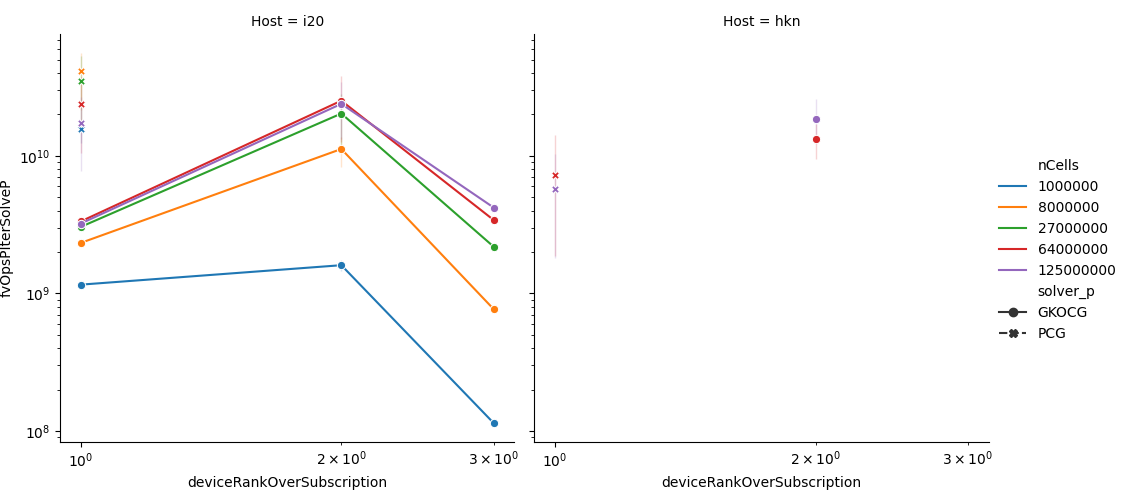 Host = i20
Host = hkn
fvOpsPIterSolveP
10^10
10^9
10^8
10^0
2 × 10^0
3 × 10^0
deviceRankOverSubscription
10^0
2 × 10^0
3 × 10^0
deviceRankOverSubscription
nCells
1000000
8000000
27000000
64000000
125000000
solver_p
GKOCG
PCG